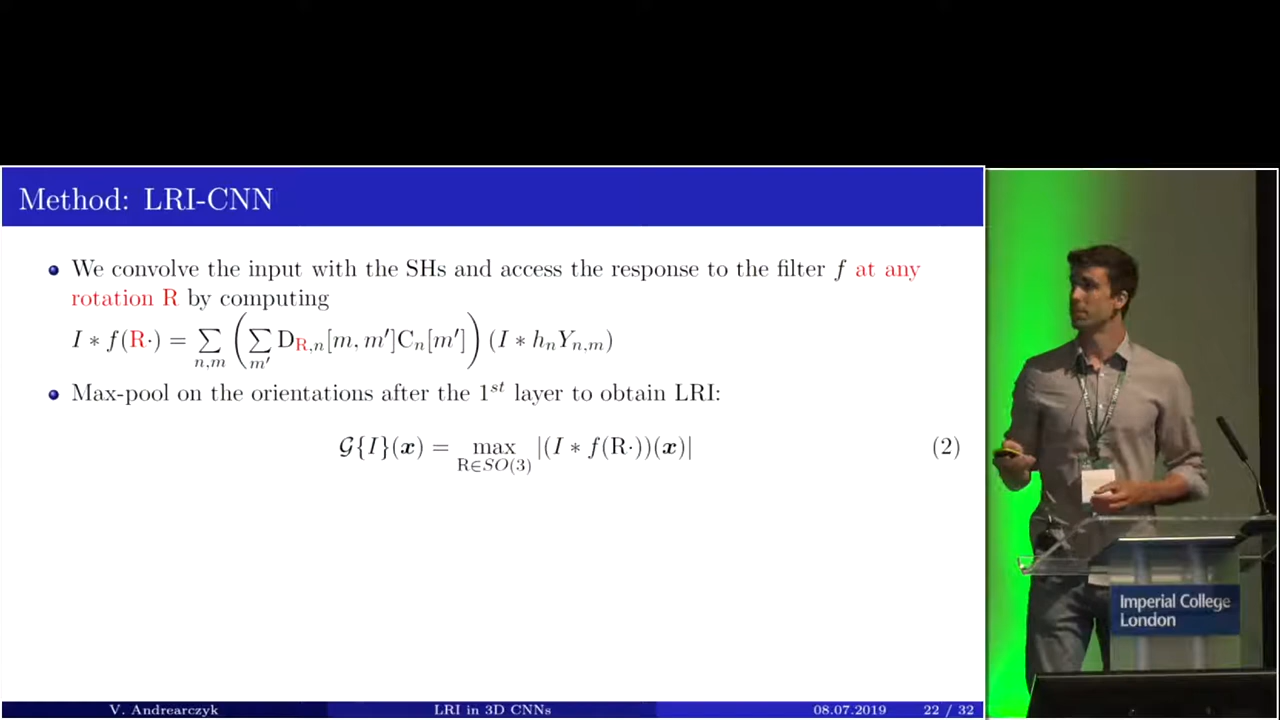 Method: LRI-CNN
We convolve the input with the SHs and access the response to the filter f at any
rotation R by computing
I ∗ f(R·) = ∑_{n,m} (∑_{m′} D_{R,n}[m, m′]C_n[m′]) (I ∗ h_nY_{n,m})
Max-pool on the orientations after the 1^{st} layer to obtain LRI:
𝒢{I}(x) = max_{R∈SO(3)} |(I ∗ f(R·))(x)| (2)
Imperial College
London
V. Andrearczyk LRI in 3D CNNs 08.07.2019 22 / 32